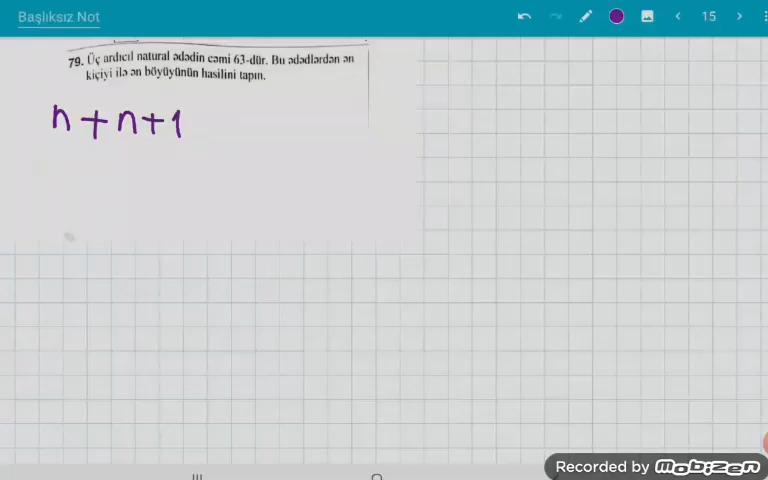 Başlıksız Not
15
79. Üç ardıcıl natural ədədin cəmi 63-dür. Bu ədədlərdən ən
kiçiyi ilə ən böyüyünün hasilini tapın.
n + n + 1
Recorded by mobizen